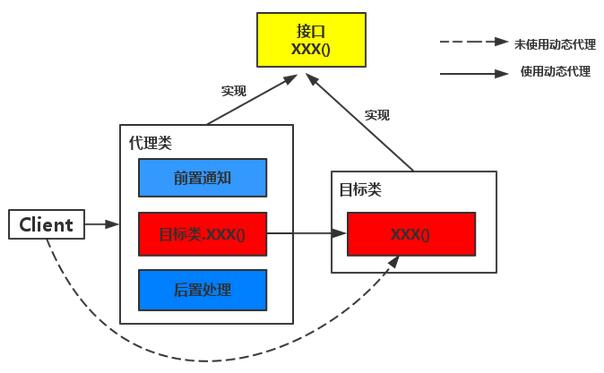 接口
XXX()
未使用动态代理
使用动态代理
实现
实现
代理类
前置通知
目标类
Client
目标类.XXX()
XXX()
后置处理